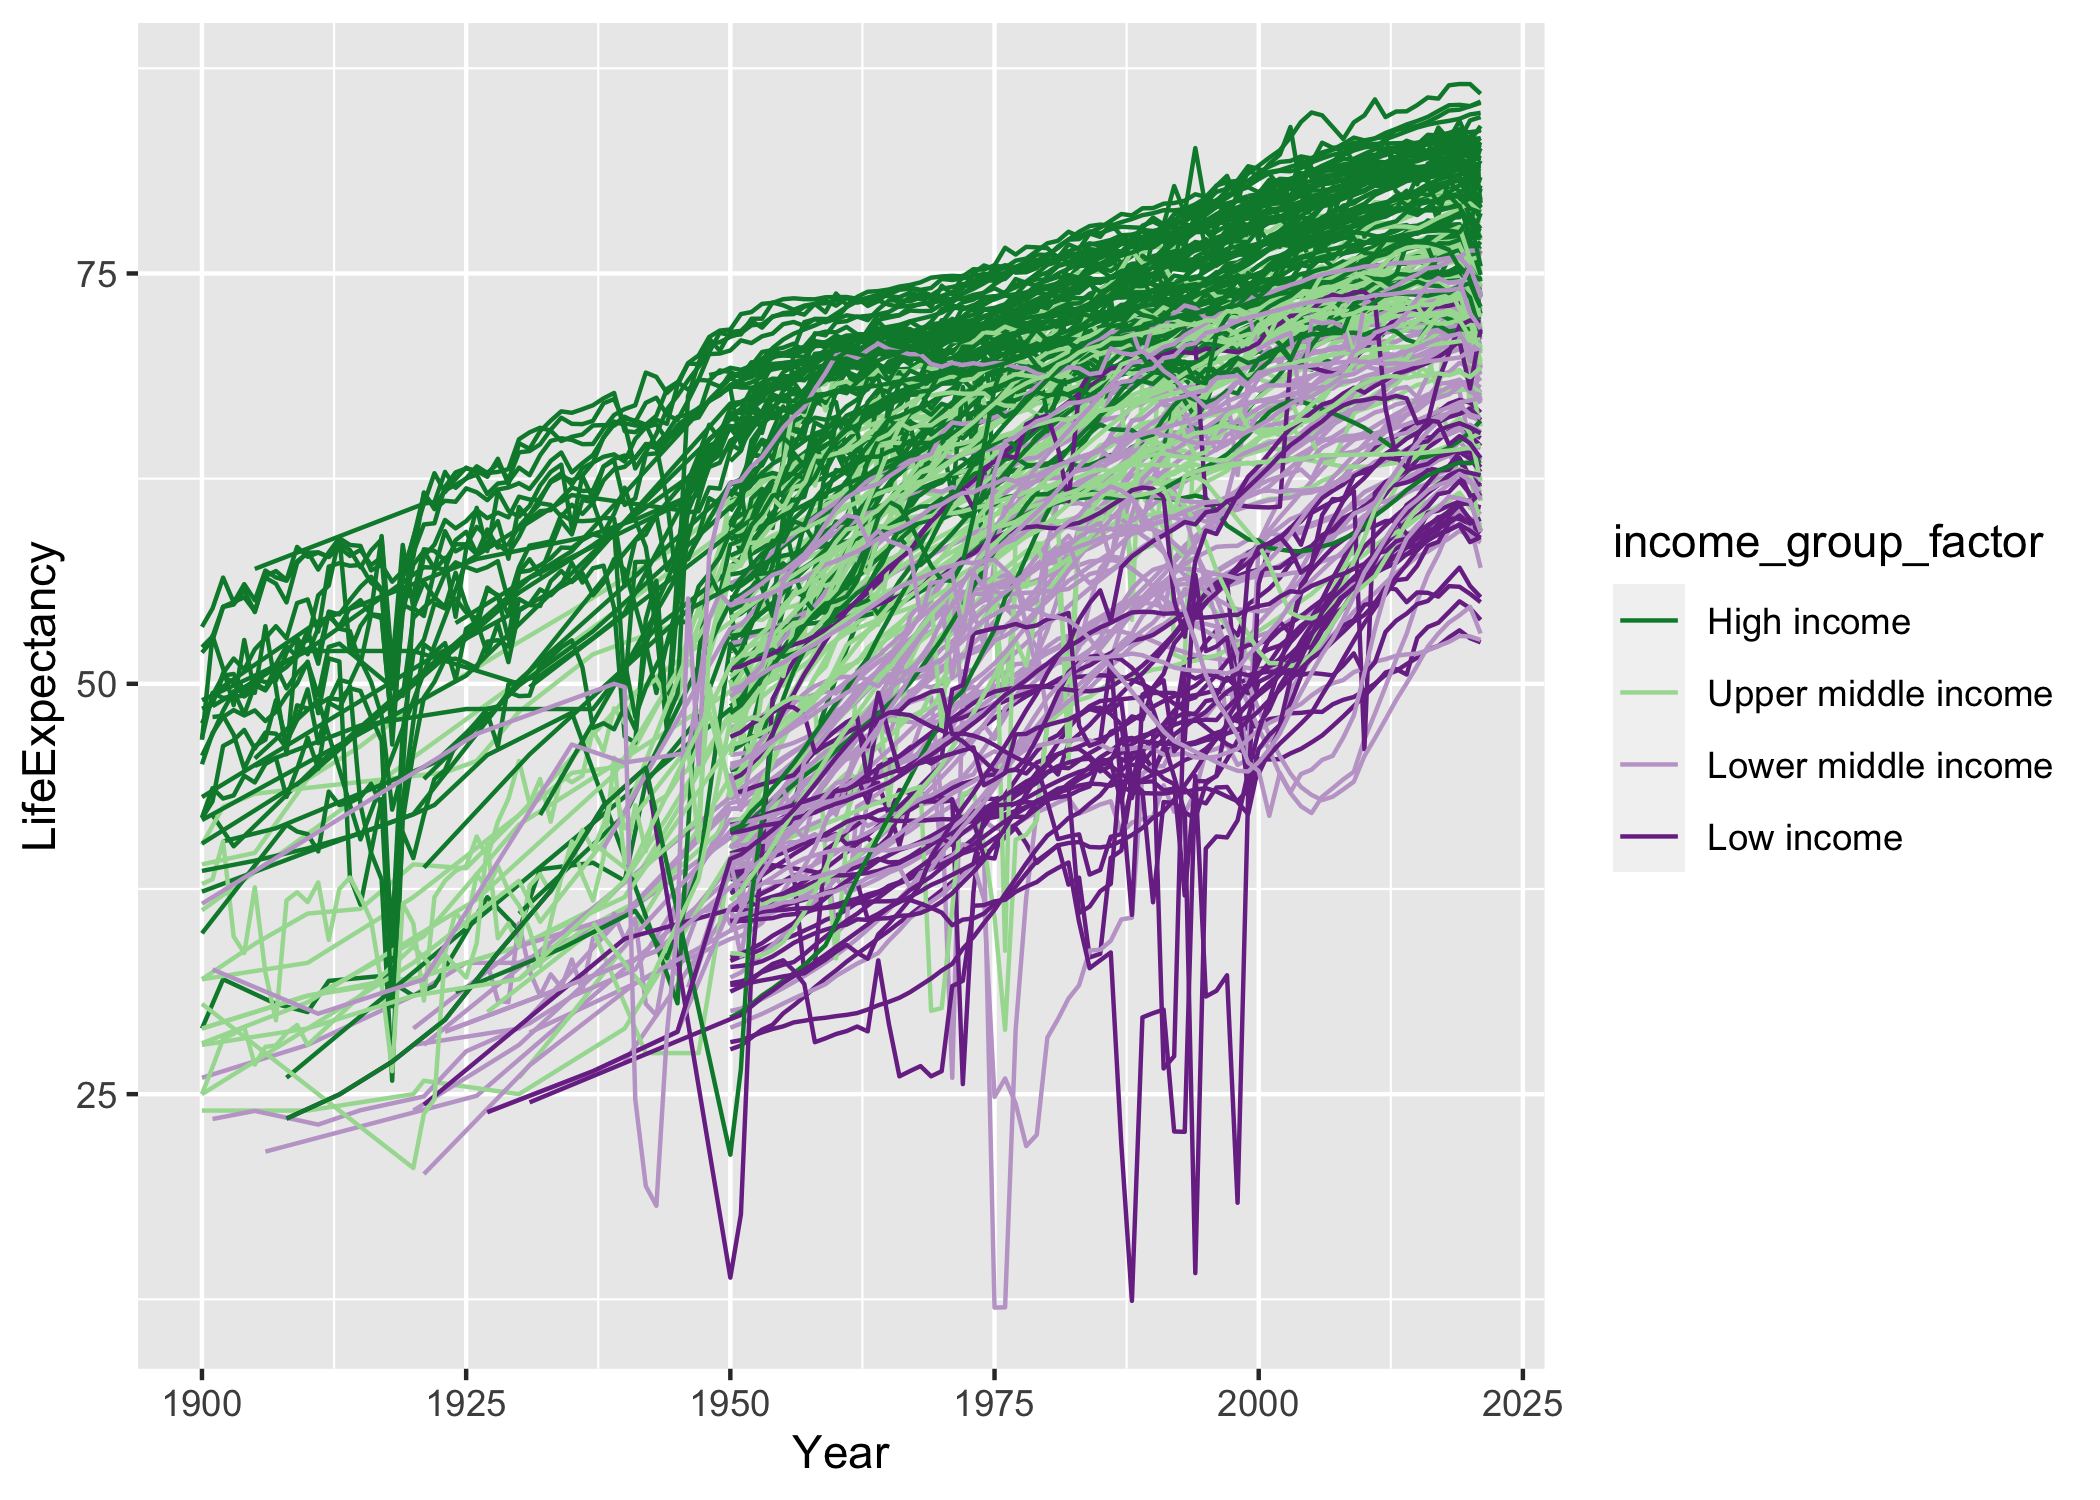 LifeExpectancy
75
50
25
1900
1925
1950
1975
2000
2025
Year
income_group_factor
High income
Upper middle income
Lower middle income
Low income